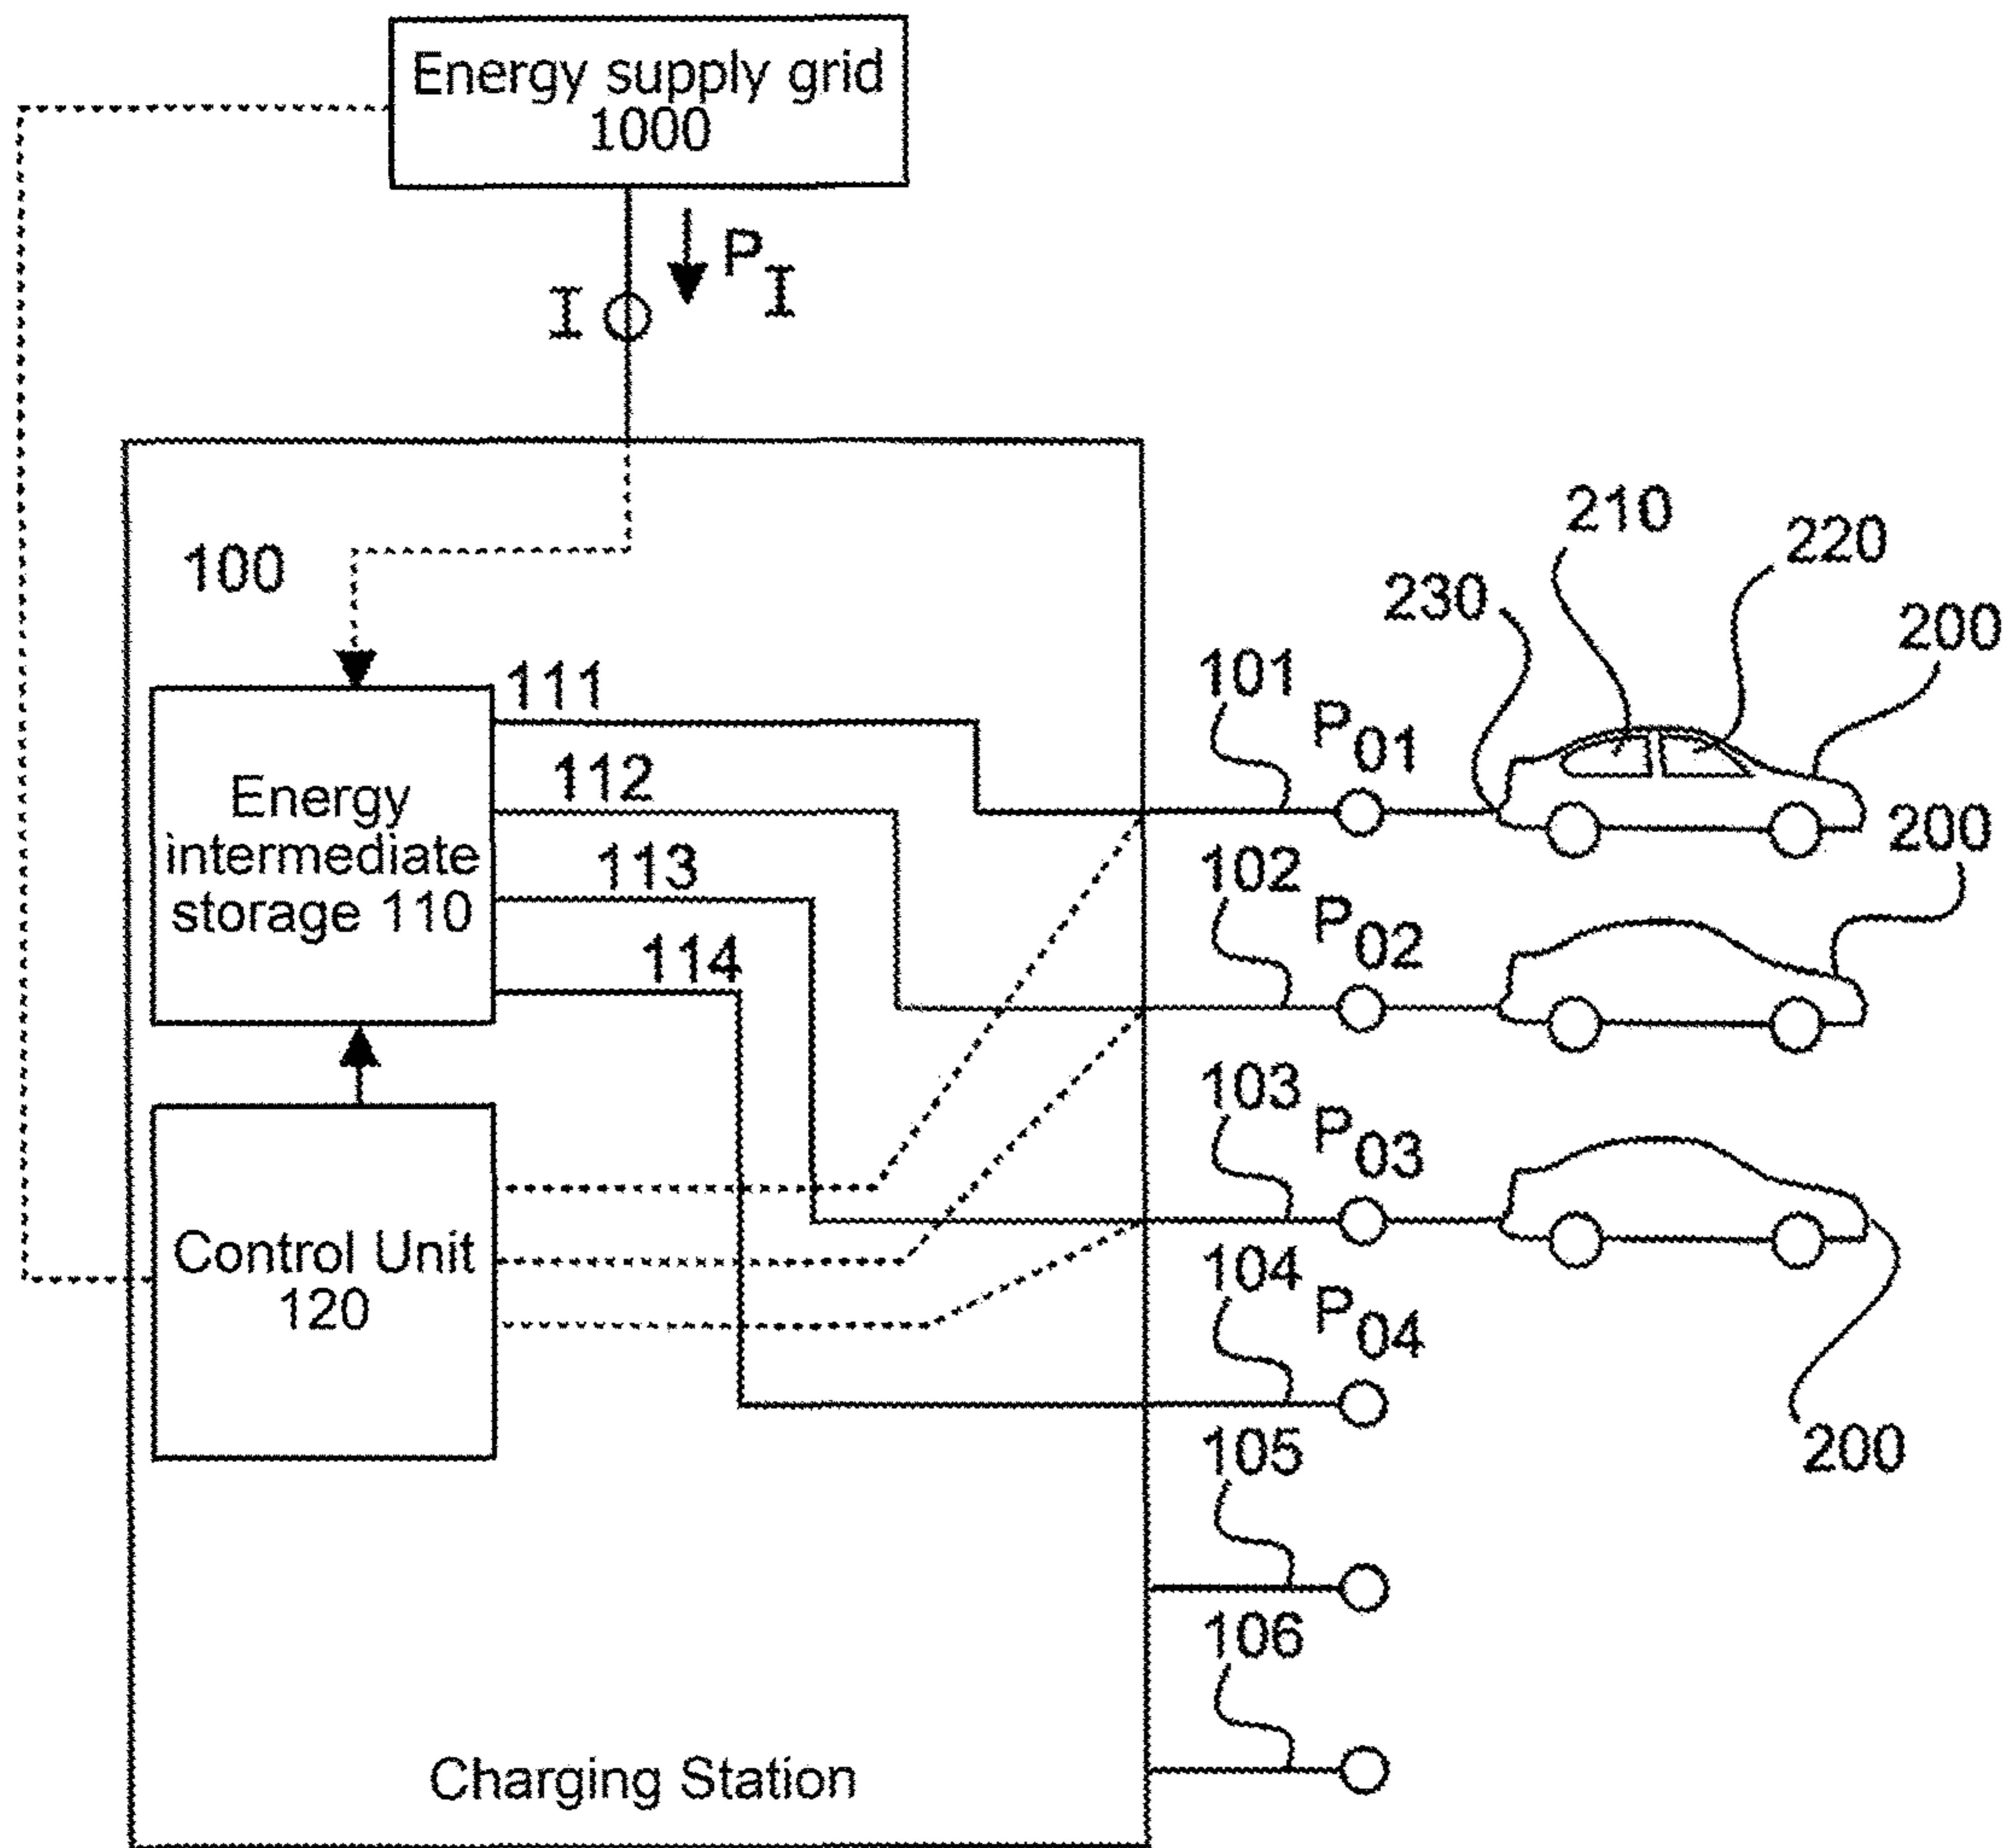 Energy supply grid
1000
P_I
I
100
210
220
230
200
111
101
P01
112
Energy
intermediate
storage 110
200
102
P02
113
114
103
P03
Control Unit
120
104
P04
200
105
106
Charging Station